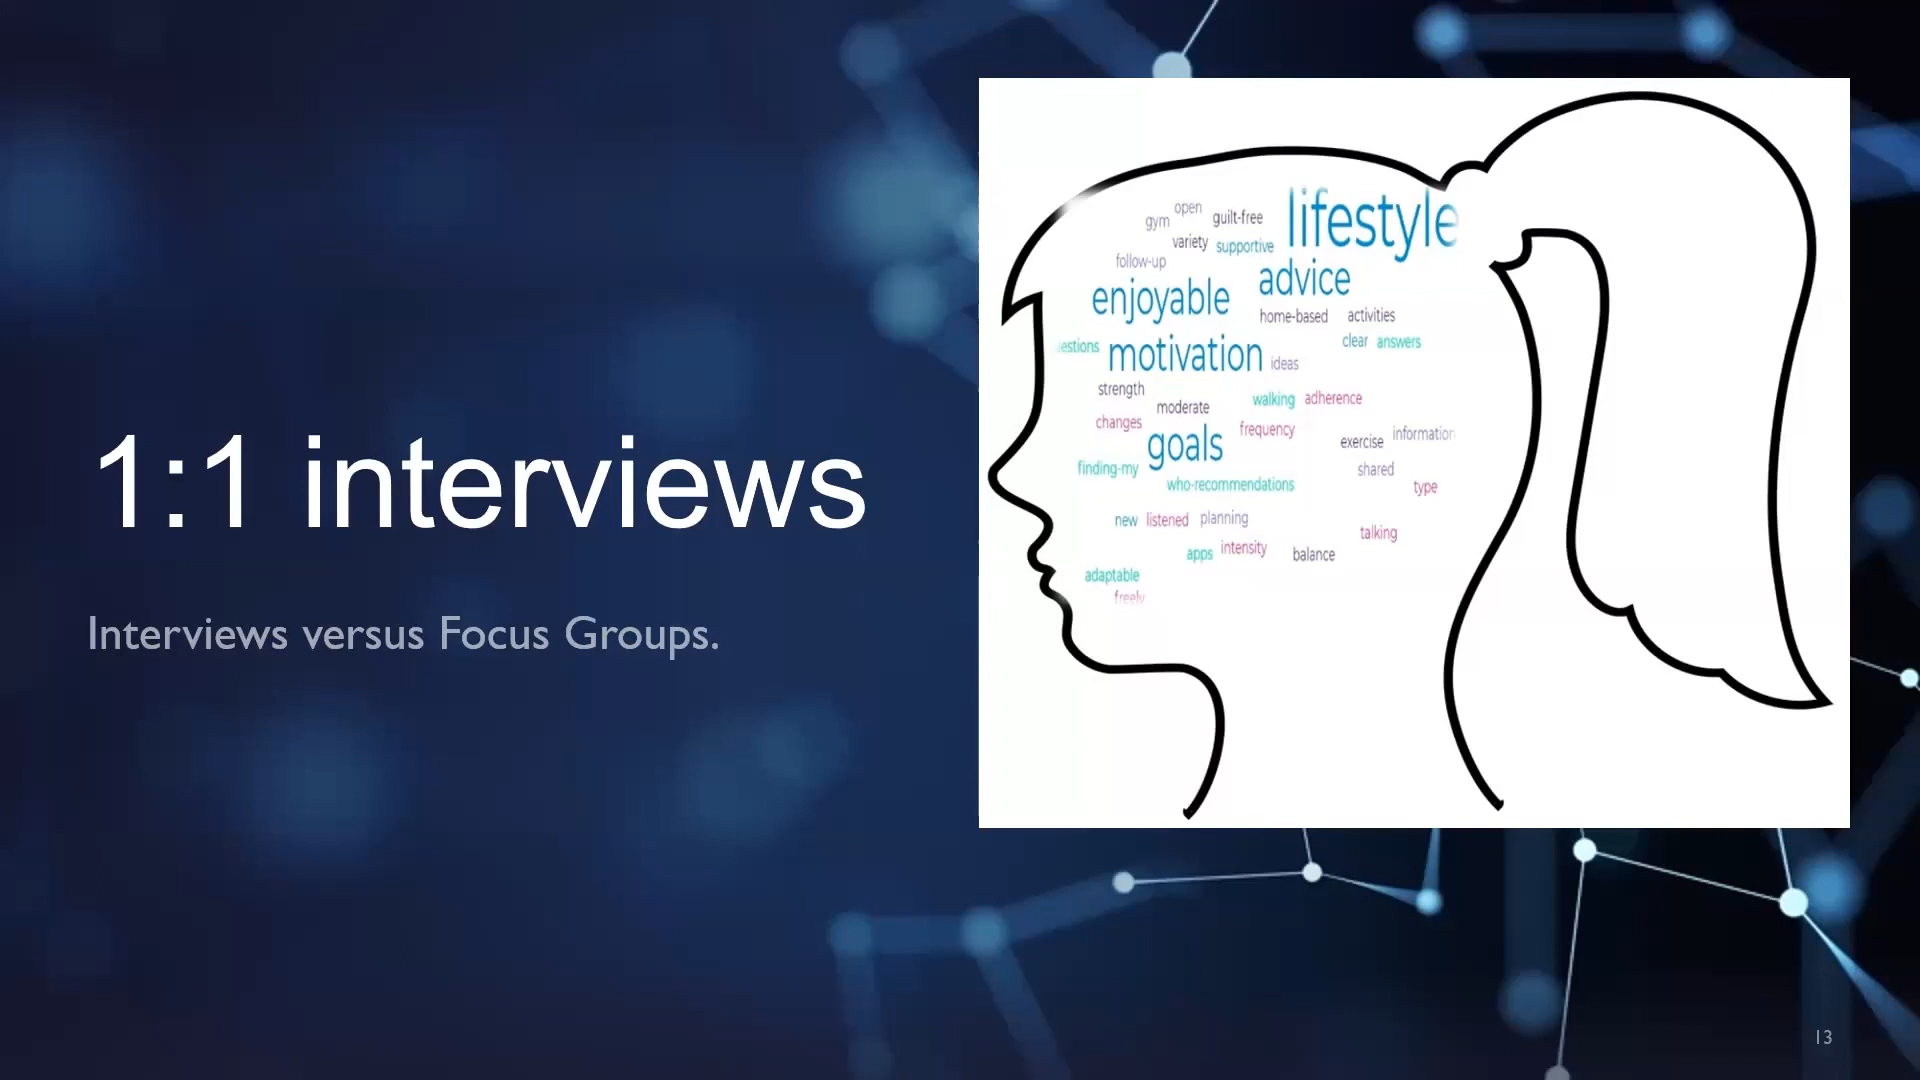 1:1 interviews
Interviews versus Focus Groups.
open
gym
guilt-free
lifestyle
variety
supportive
follow-up
advice
enjoyable
home-based
activities
clear
answers
estions
motivation
ideas
strength
walking
adherence
moderate
changes
frequency
goals
exercise
information
finding-my
shared
who-recommendations
type
new
listened
planning
talking
apps
intensity
balance
adaptable
freely
13